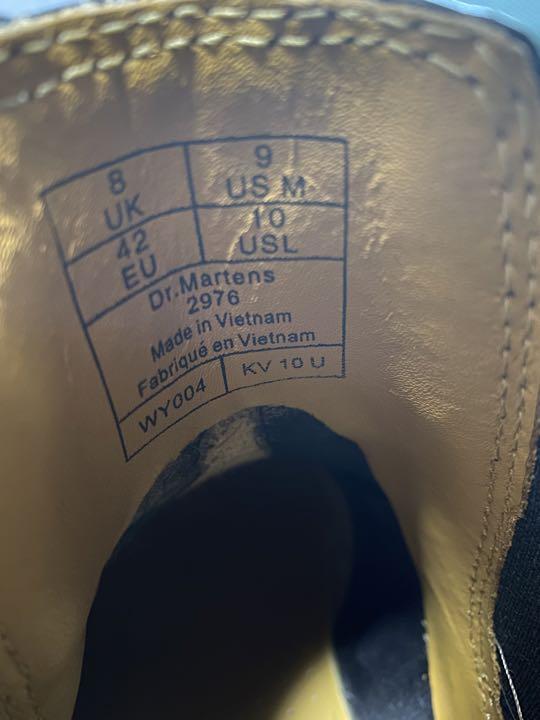 8 UK
9 US M
42 EU
10 USL
Dr.Martens
2976
Made in Vietnam
Fabriqué en Vietnam
WY004 KV 10 U